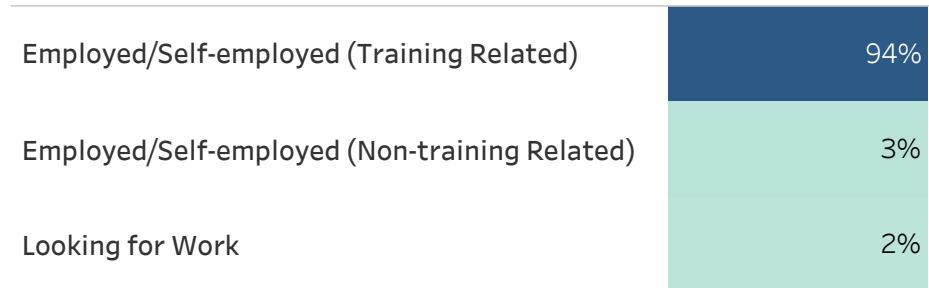 Employed/Self-employed (Training Related) 94%
Employed/Self-employed (Non-training Related) 3%
Looking for Work 2%